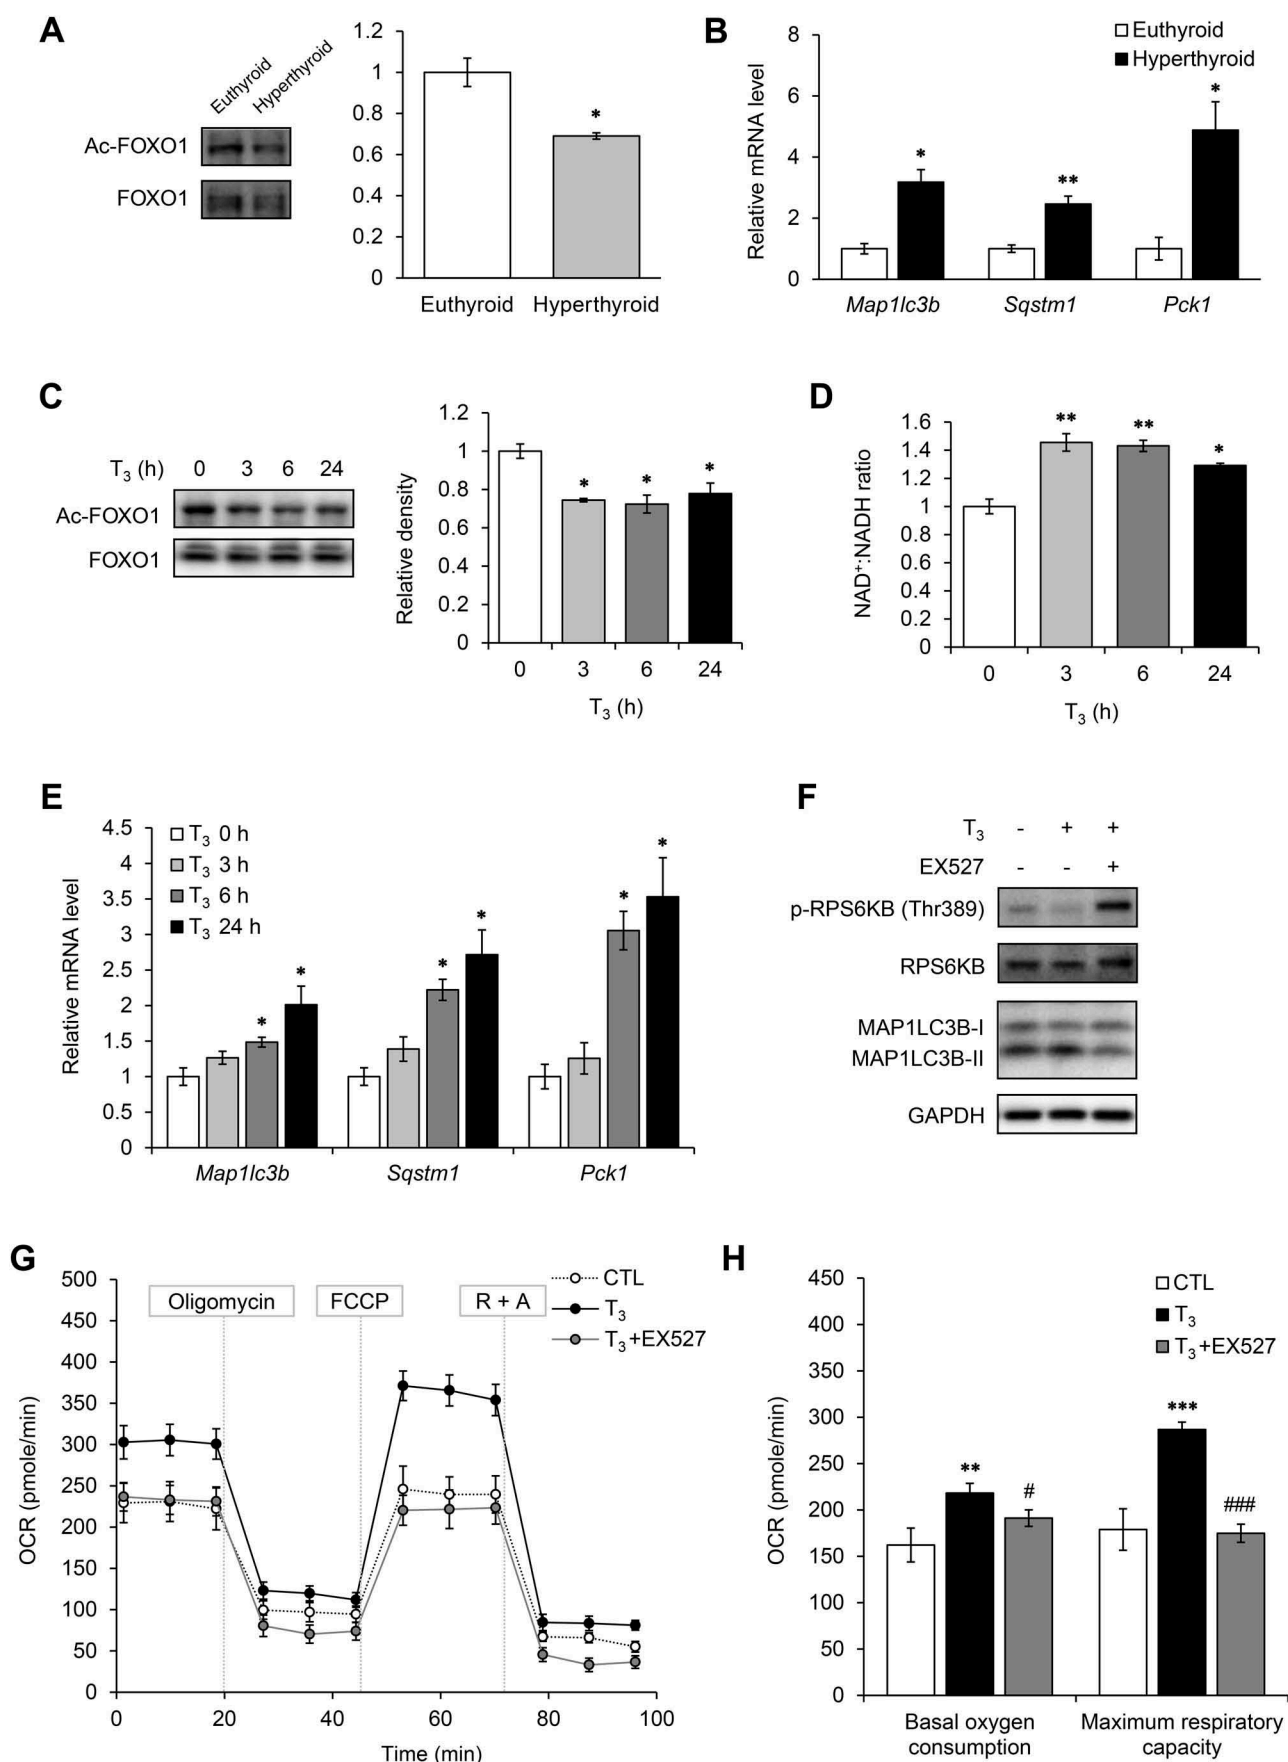 A
Euthyroid
Hyperthyroid
Ac-FOXO1
FOXO1
1.2
1
0.8
0.6
0.4
0.2
0
*
Euthyroid Hyperthyroid
B
Relative mRNA level
8
6
4
2
0
Euthyroid
Hyperthyroid
* ** *
Map1lc3b Sqstm1 Pck1
C
T3 (h) 0 3 6 24
Ac-FOXO1
FOXO1
Relative density
1.2
1
0.8
0.6
0.4
0.2
0
* * *
0 3 6 24
T3 (h)
D
NAD+:NADH ratio
1.6
1.4
1.2
1
0.8
0.6
0.4
0.2
0
** ** *
0 3 6 24
T3 (h)
E
Relative mRNA level
4.5
4
3.5
3
2.5
2
1.5
1
0.5
0
T3 0 h
T3 3 h
T3 6 h
T3 24 h
* * * * * *
Map1lc3b Sqstm1 Pck1
F
T3 - + +
EX527 - - +
p-RPS6KB (Thr389)
RPS6KB
MAP1LC3B-I
MAP1LC3B-II
GAPDH
G
OCR (pmole/min)
500
450
400
350
300
250
200
150
100
50
0
Oligomycin FCCP R + A
CTL
T3
T3+EX527
0 20 40 60 80 100
Time (min)
H
OCR (pmole/min)
450
400
350
300
250
200
150
100
50
0
CTL
T3
T3+EX527
** # *** ###
Basal oxygen
consumption
Maximum respiratory
capacity